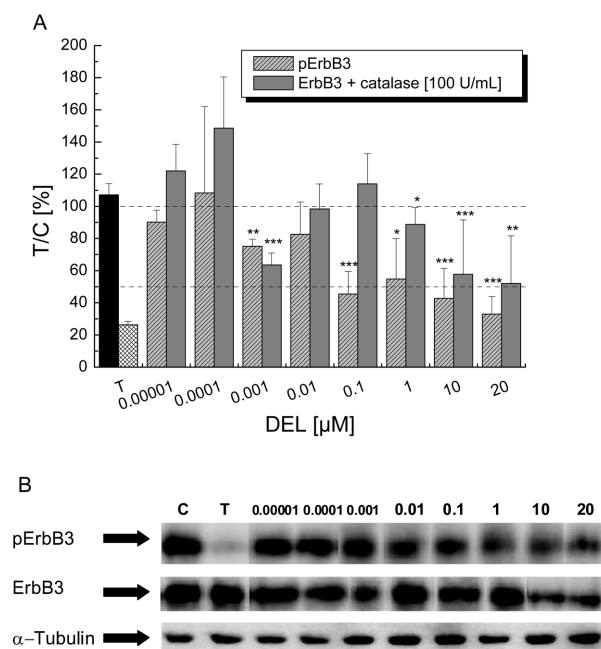 A
pErbB3
ErbB3 + catalase [100 U/mL]
T/C [%]
200
180
160
140
120
100
80
60
40
20
0
** *** *** * * *** *** **
T 0.00001 0.0001 0.001 0.01 0.1 1 10 20
DEL [µM]
B
C T 0.00001 0.0001 0.001 0.01 0.1 1 10 20
pErbB3
ErbB3
α–Tubulin